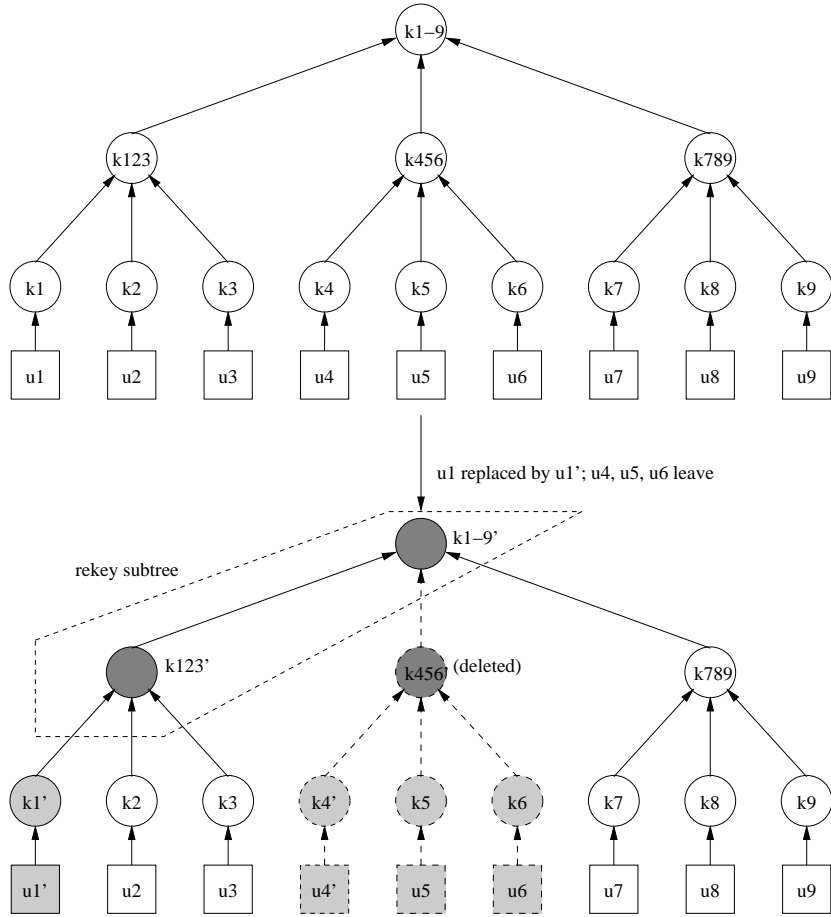 k1-9
k123 k456 k789
k1 k2 k3 k4 k5 k6 k7 k8 k9
u1 u2 u3 u4 u5 u6 u7 u8 u9
u1 replaced by u1’; u4, u5, u6 leave
k1-9’
rekey subtree
k123’ k456’ (deleted) k789
k1’ k2 k3 k4’ k5 k6 k7 k8 k9
u1’ u2 u3 u4’ u5 u6 u7 u8 u9